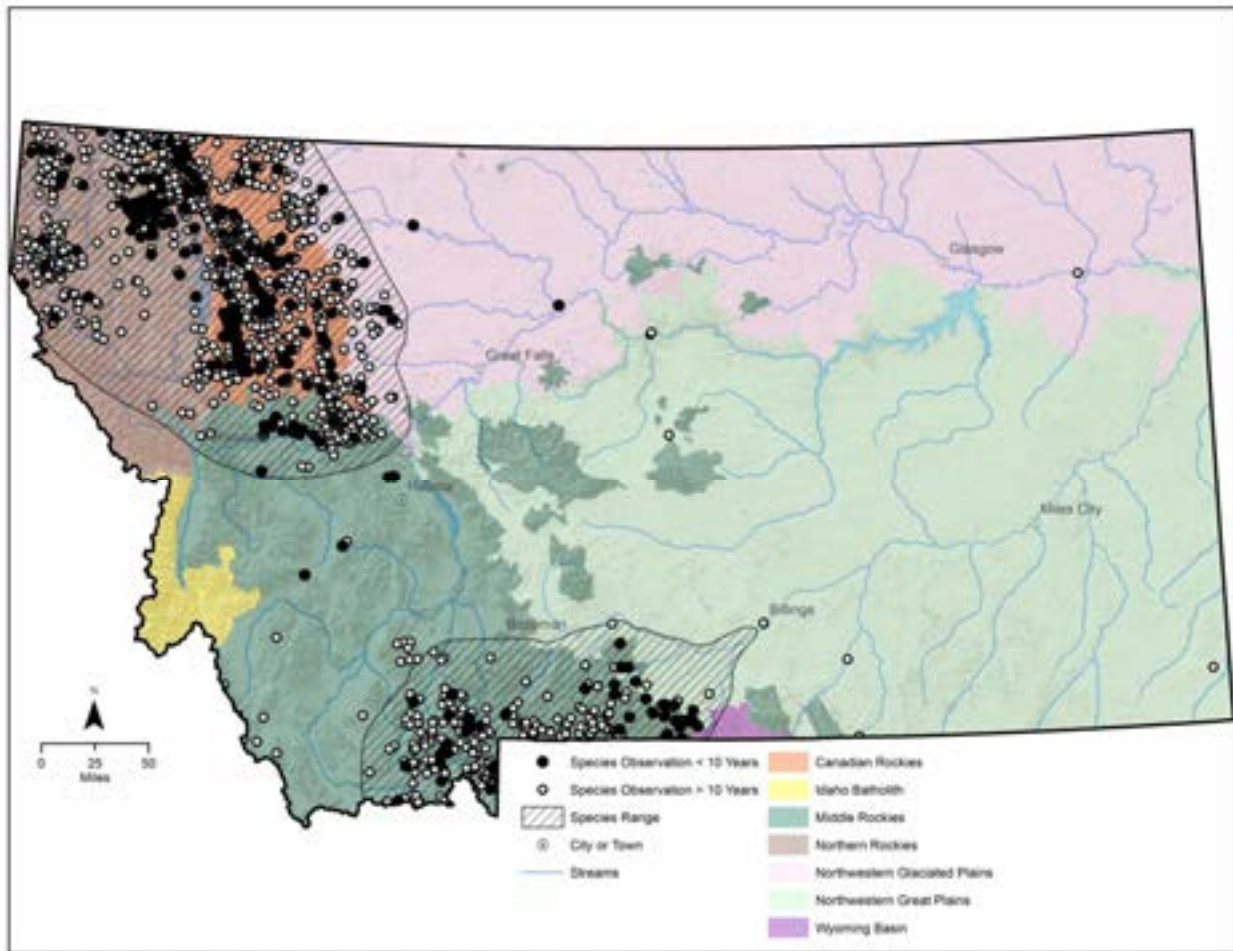 Glasgow
Great Falls
Helena
Miles City
Bozeman
Billings
N
0 25 50
Miles
Species Observation < 10 Years
Species Observation > 10 Years
Species Range
City or Town
Streams
Canadian Rockies
Idaho Batholith
Middle Rockies
Northern Rockies
Northwestern Glaciated Plains
Northwestern Great Plains
Wyoming Basin